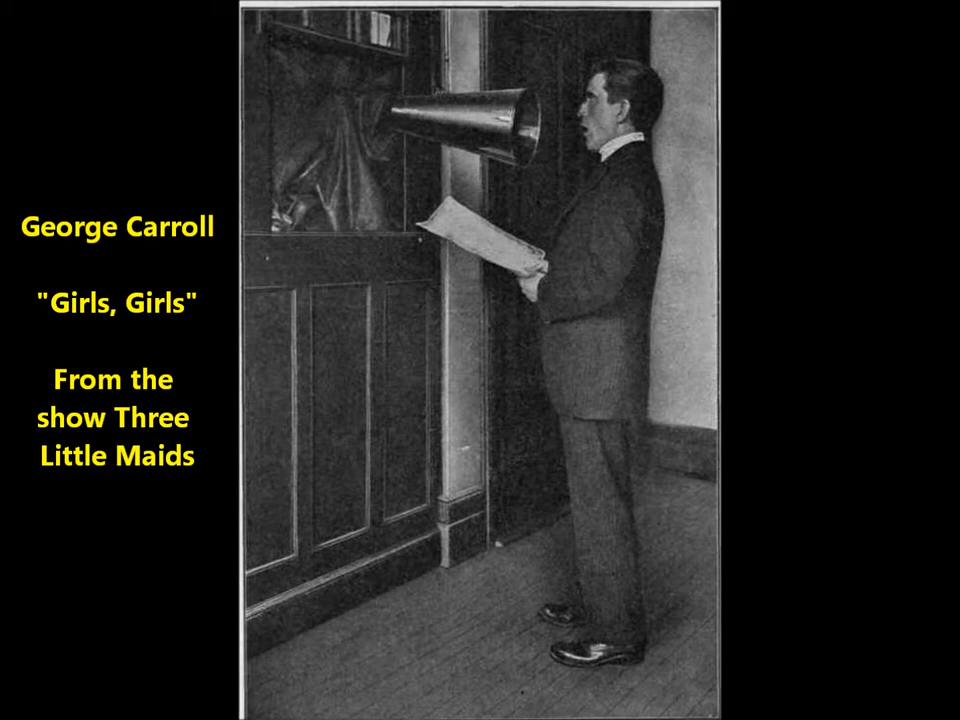 George Carroll
"Girls, Girls"
From the
show Three
Little Maids